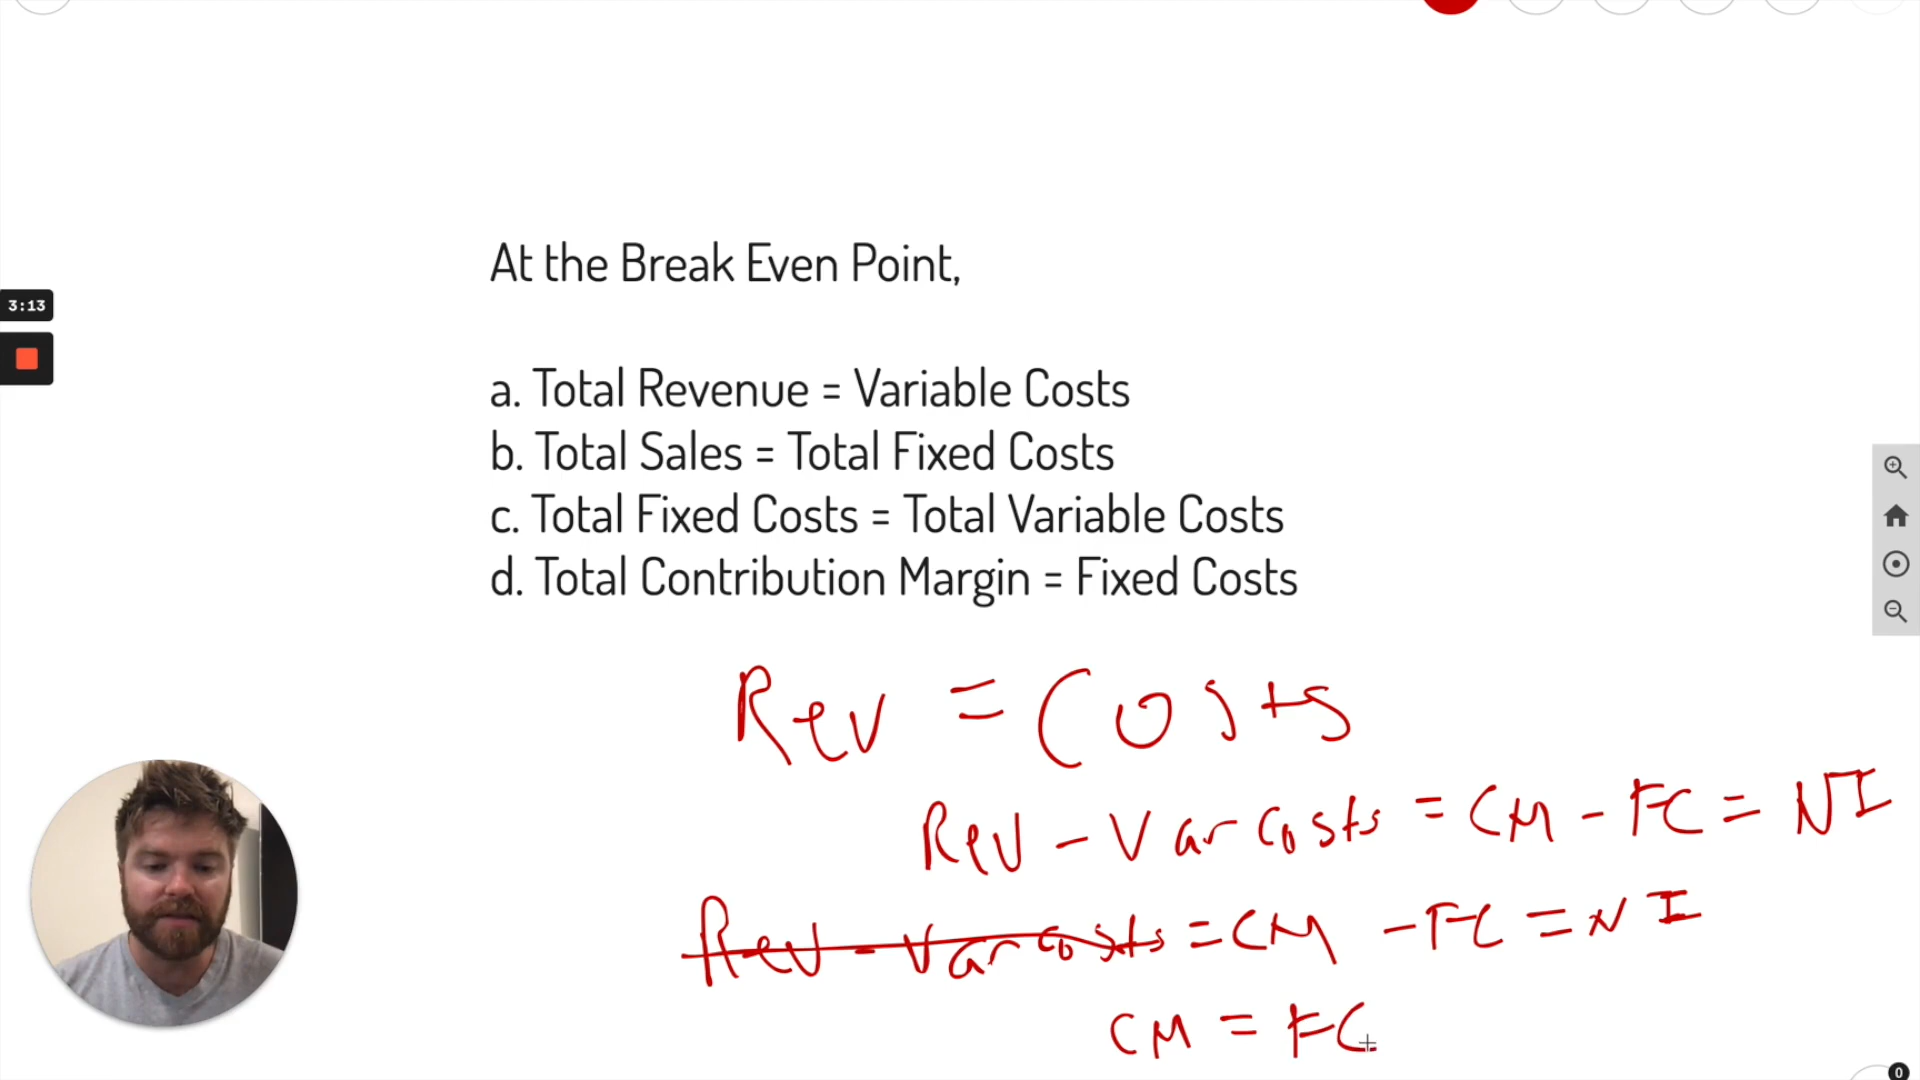 At the Break Even Point,
3:13
a. Total Revenue = Variable Costs
b. Total Sales = Total Fixed Costs
c. Total Fixed Costs = Total Variable Costs
d. Total Contribution Margin = Fixed Costs
Rev = Costs
Rev - Var Costs = CM - FC = NI
Rev - Var Costs = CM - FC = NI
CM = FC
0